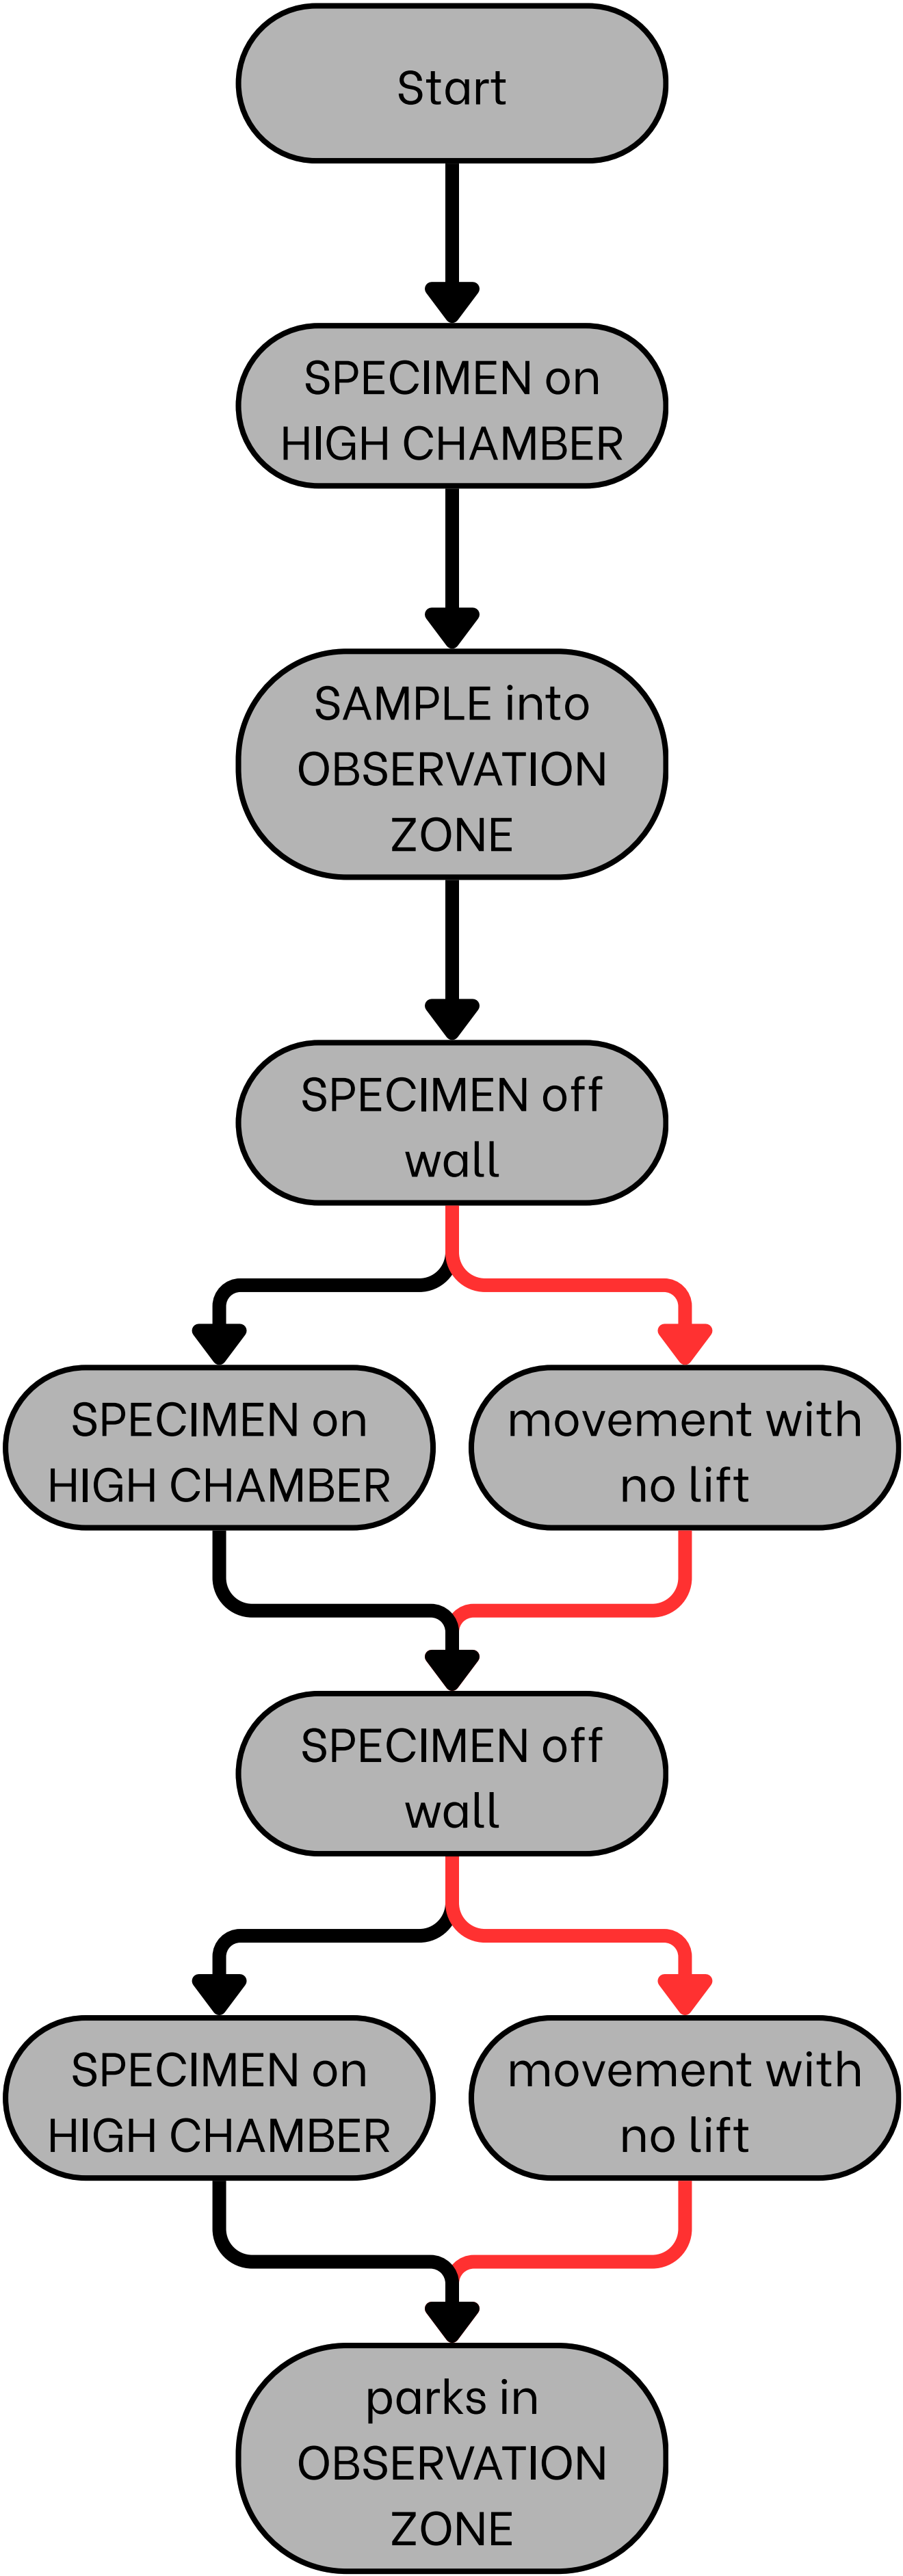 Start
SPECIMEN on
HIGH CHAMBER
SAMPLE into
OBSERVATION
ZONE
SPECIMEN off
wall
SPECIMEN on
HIGH CHAMBER
movement with
no lift
SPECIMEN off
wall
SPECIMEN on
HIGH CHAMBER
movement with
no lift
parks in
OBSERVATION
ZONE